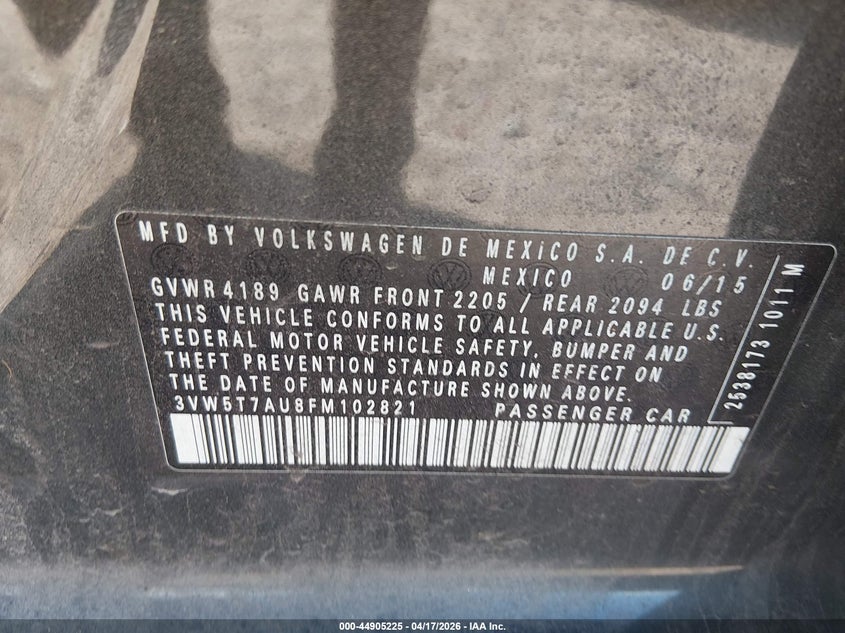 MFD BY VOLKSWAGEN DE MEXICO S.A. DE C.V.
MEXICO 06/15
GVWR 4189 GAWR FRONT 2205 / REAR 2094 LBS
THIS VEHICLE CONFORMS TO ALL APPLICABLE U.S.
FEDERAL MOTOR VEHICLE SAFETY, BUMPER AND
THEFT PREVENTION STANDARDS IN EFFECT ON
THE DATE OF MANUFACTURE SHOWN ABOVE.
3VW5T7AU8FM102821 PASSENGER CAR
2538173 1011 M
000-44905225 - 04/17/2026 - IAA Inc.